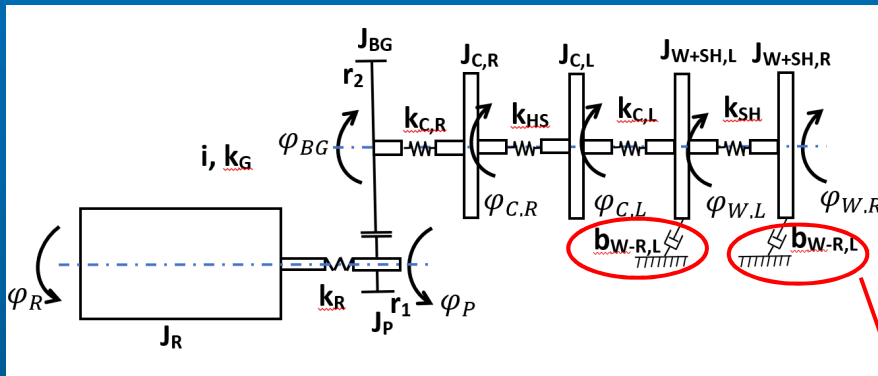 J_BG
r_2
J_C,R
J_C,L
J_W+SH,L
J_W+SH,R
k_C,R
k_HS
k_C,L
k_SH
φ_BG
i, k_G
φ_C.R
φ_C.L
φ_W.L
φ_W.R
b_W-R,L
b_W-R,L
φ_R
k_R
r_1
φ_P
J_P
J_R